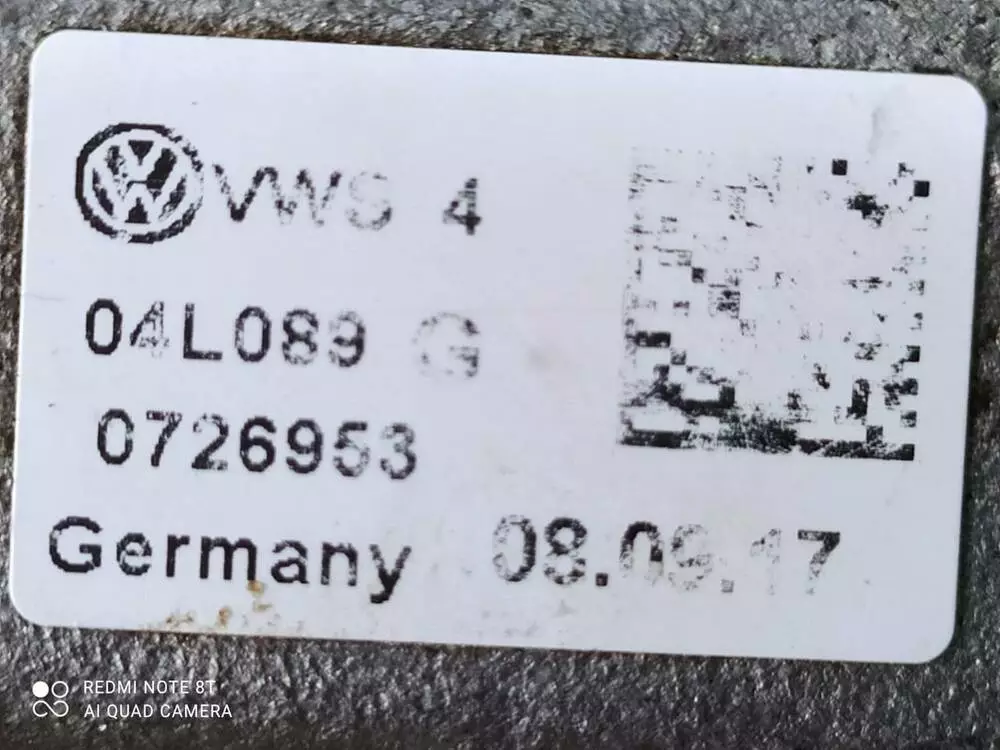 VWS 4
04L089 G
0726953
Germany 08.09.17
REDMI NOTE 8T
AI QUAD CAMERA